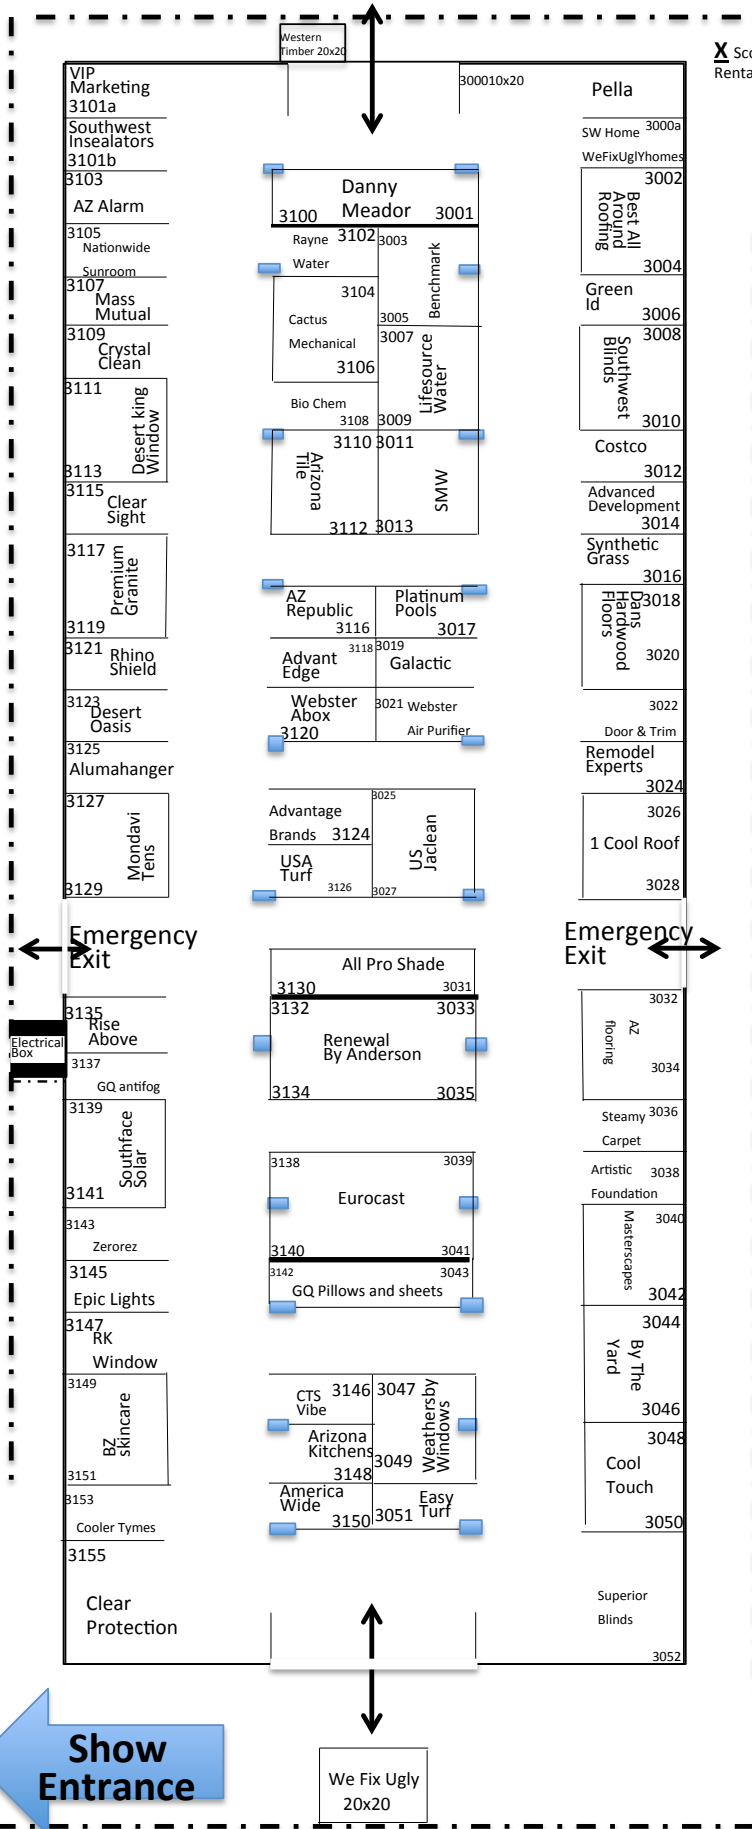 Western
Timber 20x20
X Sco
Renta
VIP
Marketing
3101a
Southwest
Insealators
3101b
3103
AZ Alarm
3105
Nationwide
Sunroom
3107
Mass
Mutual
3109
Crystal
Clean
3111
Desert king
Window
3113
3115
Clear
Sight
3117
Premium
Granite
3119
3121
Rhino
Shield
3123
Desert
Oasis
3125
Alumahanger
3127
Mondavi
Tens
3129
Emergency
Exit
3135
Rise
Above
Electrical
Box
3137
GQ antifog
3139
Southface
Solar
3141
3143
Zerorez
3145
Epic Lights
3147
RK
Window
3149
BZ
skincare
3151
3153
Cooler Tymes
3155
Clear
Protection
300010x20
Danny
Meador
3100 3001
Rayne 3102
Water
3003
Benchmark
3005
3104
Cactus
Mechanical
3106
3007
Lifesource
Water
3009
Bio Chem
3108
3110
Arizona
Tile
3112
3011
SMW
3013
AZ
Republic
3116
Platinum
Pools
3017
3118
Advant
Edge
3019
Galactic
Webster
Abox
3120
3021 Webster
Air Purifier
Advantage
Brands 3124
3025
US
Jaclean
3027
USA
Turf
3126
All Pro Shade
3130 3031
3132 3033
Renewal
By Anderson
3134 3035
3138 3039
Eurocast
3140 3041
3142 3043
GQ Pillows and sheets
3146
CTS
Vibe
3047
Weathersby
Windows
3049
Arizona
Kitchens
3148
America
Wide
3150
3051
Easy
Turf
Pella
SW Home 3000a
WeFixUglYhomes
3002
Best All
Around
Roofing
3004
Green
Id
3006
3008
Southwest
Blinds
3010
Costco
3012
Advanced
Development
3014
Synthetic
Grass
3016
3018
Dans
Hardwood
Floors
3020
3022
Door & Trim
Remodel
Experts
3024
3026
1 Cool Roof
3028
Emergency
Exit
3032
AZ
flooring
3034
Steamy 3036
Carpet
Artistic 3038
Foundation
3040
Masterscapes
3042
3044
By The
Yard
3046
3048
Cool
Touch
3050
Superior
Blinds
3052
Show
Entrance
We Fix Ugly
20x20